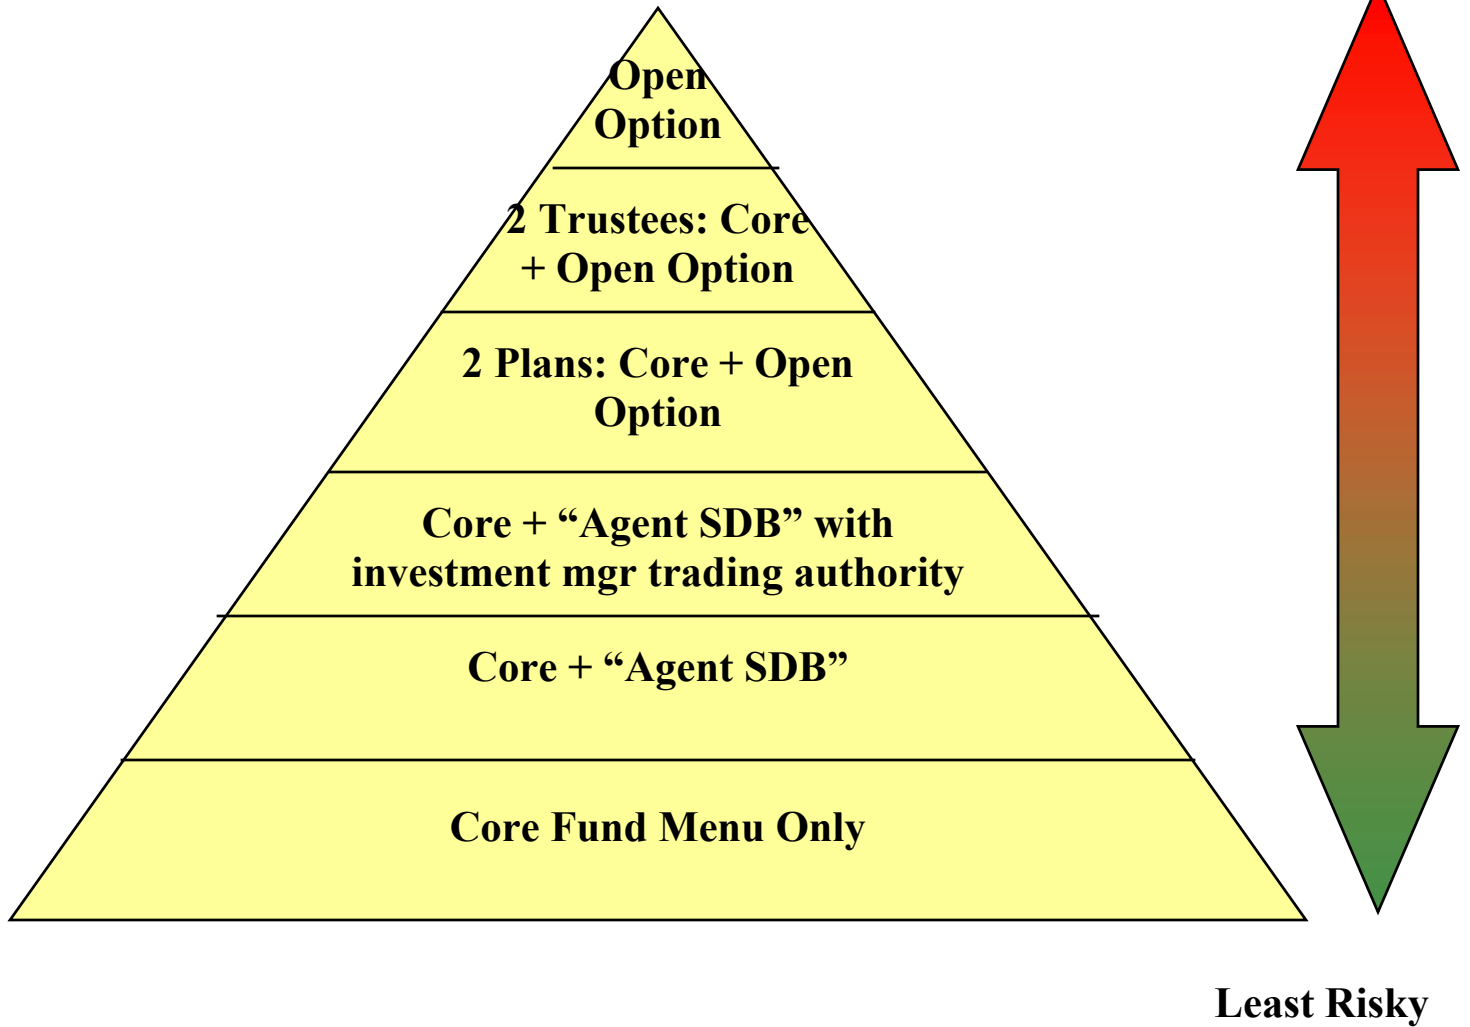 Open
Option
2 Trustees: Core
+ Open Option
2 Plans: Core + Open
Option
Core + “Agent SDB” with
investment mgr trading authority
Core + “Agent SDB”
Core Fund Menu Only
Least Risky